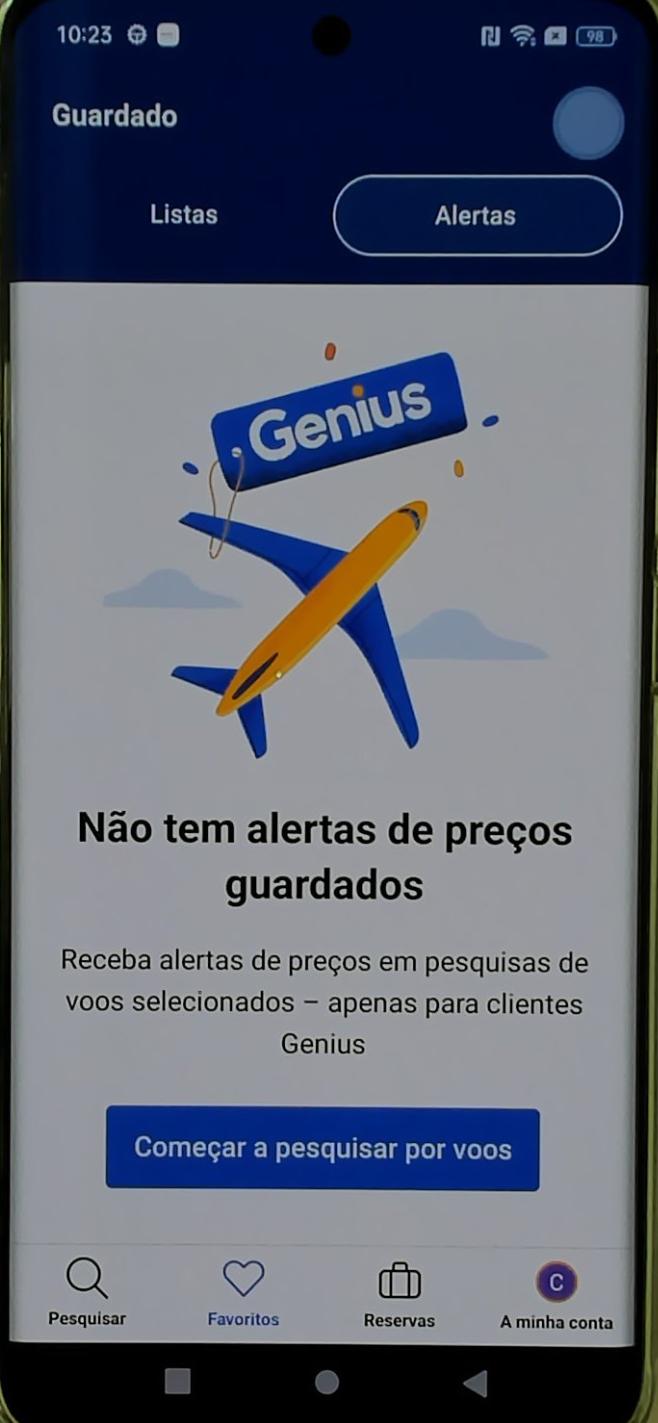 10:23
98
Guardado
Listas
Alertas
Genius
Não tem alertas de preços
guardados
Receba alertas de preços em pesquisas de
voos selecionados – apenas para clientes
Genius
Começar a pesquisar por voos
Pesquisar
Favoritos
Reservas
C
A minha conta